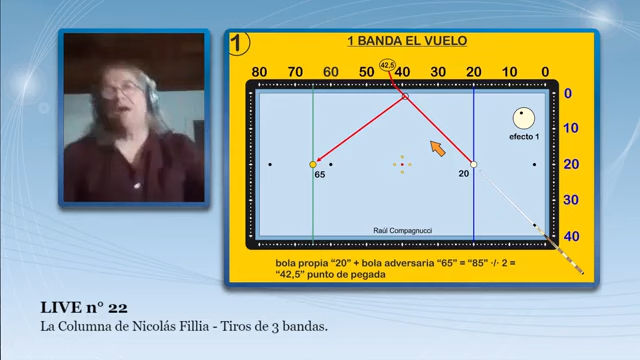 1
1 BANDA EL VUELO
42,5
80 70 60 50 40 30 20 10 0
0
10
efecto 1
20
65
20
30
Raúl Compagnucci
40
bola propia “20” + bola adversaria “65” = “85” ·/· 2 =
“42,5” punto de pegada
LIVE n° 22
La Columna de Nicolás Fillia - Tiros de 3 bandas.